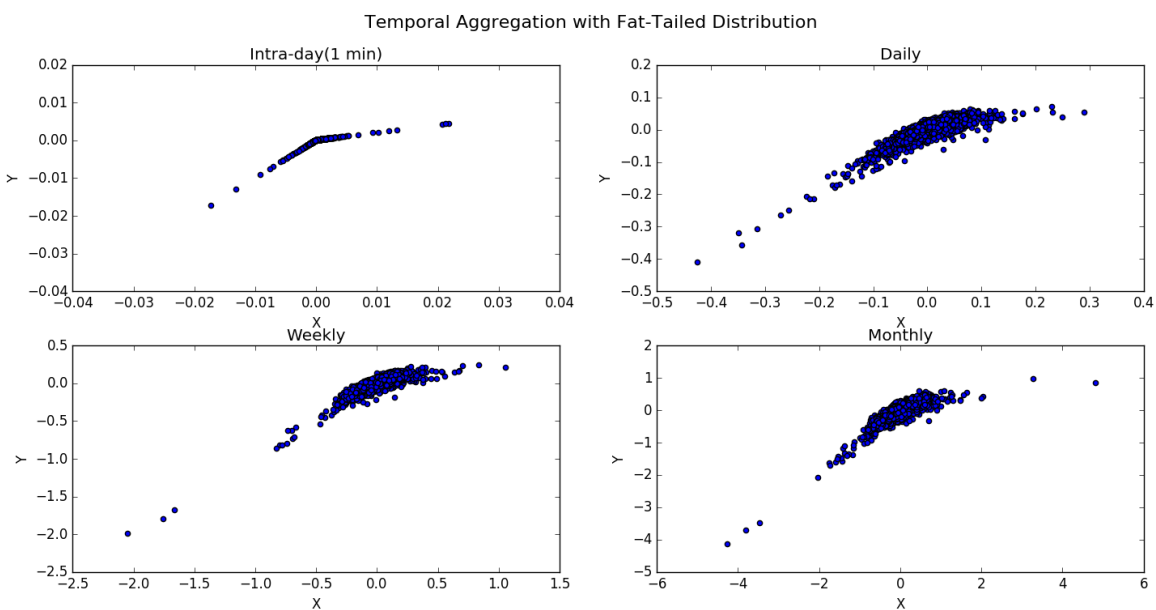 Temporal Aggregation with Fat-Tailed Distribution
Intra-day(1 min)
0.02
0.01
0.00
−0.01
−0.02
−0.03
−0.04
Y
−0.04 −0.03 −0.02 −0.01 0.00 0.01 0.02 0.03 0.04
X
Daily
0.2
0.1
0.0
−0.1
−0.2
−0.3
−0.4
−0.5
Y
−0.5 −0.4 −0.3 −0.2 −0.1 0.0 0.1 0.2 0.3 0.4
X
Weekly
0.5
0.0
−0.5
−1.0
−1.5
−2.0
−2.5
Y
−2.5 −2.0 −1.5 −1.0 −0.5 0.0 0.5 1.0 1.5
X
Monthly
2
1
0
−1
−2
−3
−4
−5
Y
−6 −4 −2 0 2 4 6
X